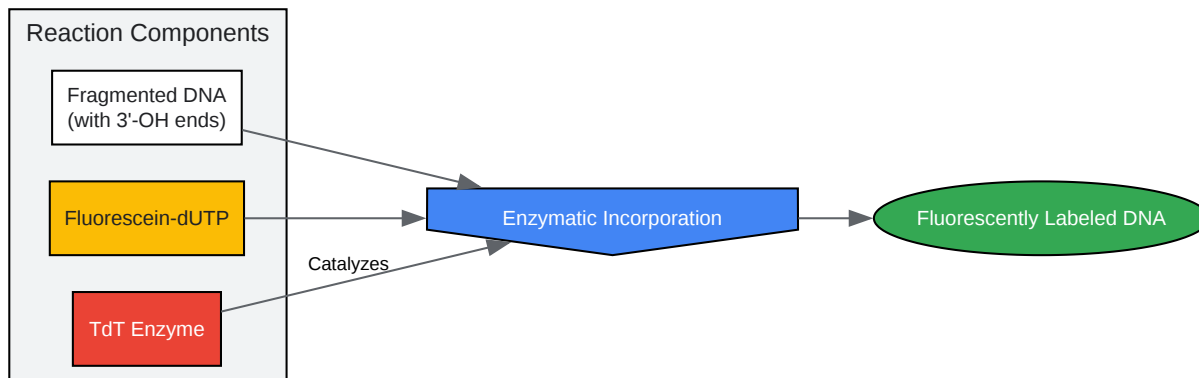 Reaction Components
Fragmented DNA
(with 3'-OH ends)
Fluorescein-dUTP
TdT Enzyme
Catalyzes
Enzymatic Incorporation
Fluorescently Labeled DNA